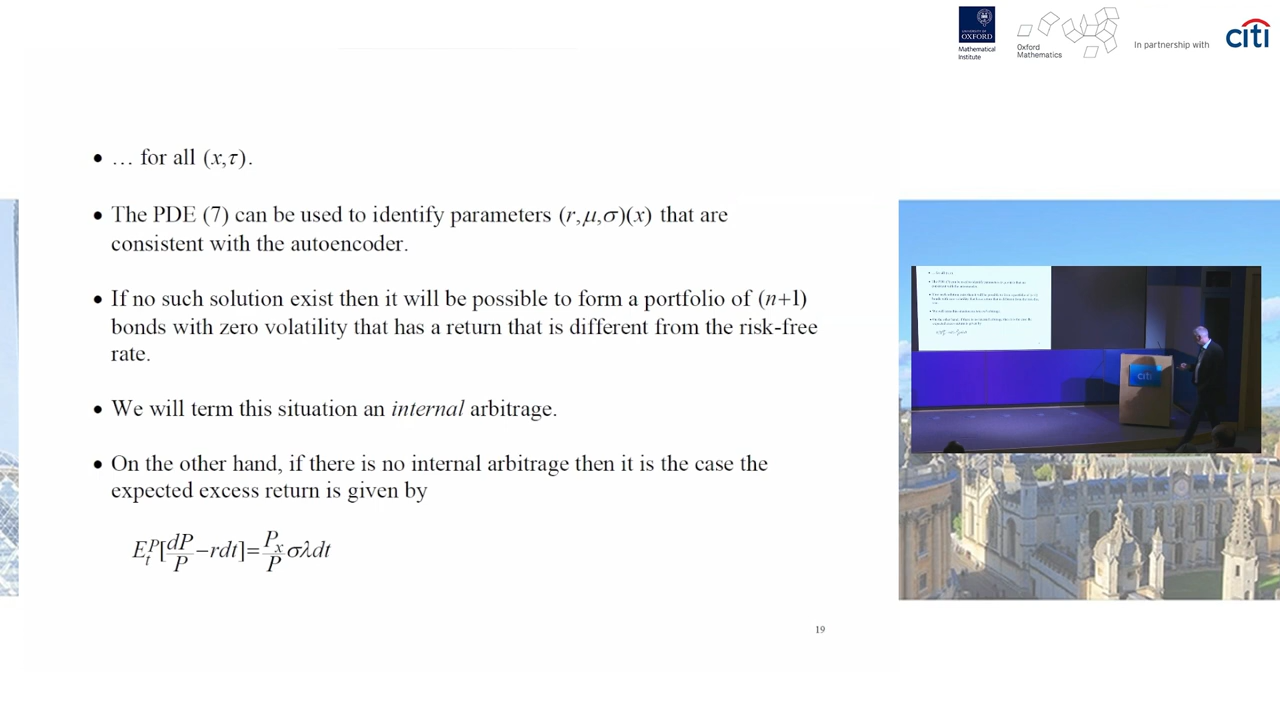 UNIVERSITY OF
OXFORD
Mathematical
Institute
Oxford
Mathematics
In partnership with
citi
• … for all (x,τ).
• The PDE (7) can be used to identify parameters (r,μ,σ)(x) that are
consistent with the autoencoder.
• If no such solution exist then it will be possible to form a portfolio of (n+1)
bonds with zero volatility that has a return that is different from the risk-free
rate.
• We will term this situation an internal arbitrage.
• On the other hand, if there is no internal arbitrage then it is the case the
expected excess return is given by
E_t^P[dP/P−rdt]=P_x/P σλdt
19
citi